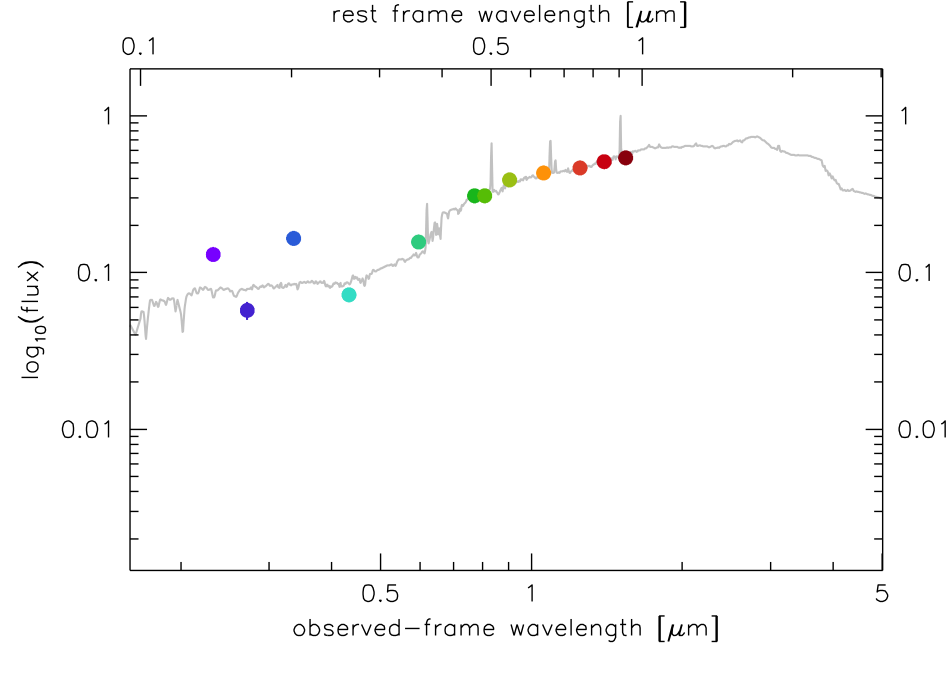 rest frame wavelength [μm]
0.1 0.5 1
1 1
0.1 0.1
0.01 0.01
log10(flux)
0.5 1 5
observed-frame wavelength [μm]